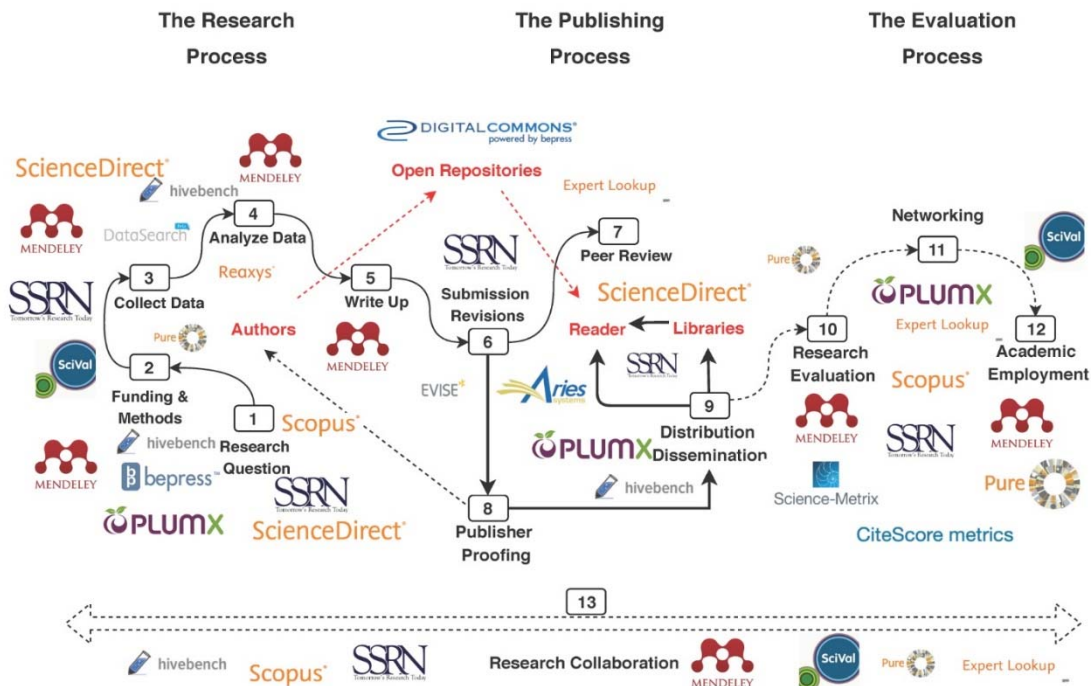 The Research
Process
The Publishing
Process
The Evaluation
Process
DIGITALCOMMONS®
powered by bepress
Open Repositories
ScienceDirect®
MENDELEY
hivebench
MENDELEY
DataSearch
4
Analyze Data
Reaxys®
3
Collect Data
SSRN
Tomorrow's Research Today
SciVal
Pure
2
Funding &
Methods
Authors
1
Research
Question
Scopus®
5
Write Up
MENDELEY
MENDELEY
hivebench
bepress™
PLUMX
SSRN
Tomorrow's Research Today
ScienceDirect®
SSRN
Tomorrow's Research Today
Submission
Revisions
6
EVISE
Expert Lookup
7
Peer Review
ScienceDirect®
Reader
Libraries
SSRN
Tomorrow's Research Today
Aries
systems
9
Distribution
Dissemination
PLUMX
hivebench
8
Publisher
Proofing
Networking
11
SciVal
Pure
PLUMX
10
Research
Evaluation
Expert Lookup
12
Academic
Employment
Scopus®
MENDELEY
SSRN
Tomorrow's Research Today
MENDELEY
Science-Metrix
Pure
CiteScore metrics
13
hivebench
Scopus®
SSRN
Tomorrow's Research Today
Research Collaboration
MENDELEY
SciVal
Pure
Expert Lookup